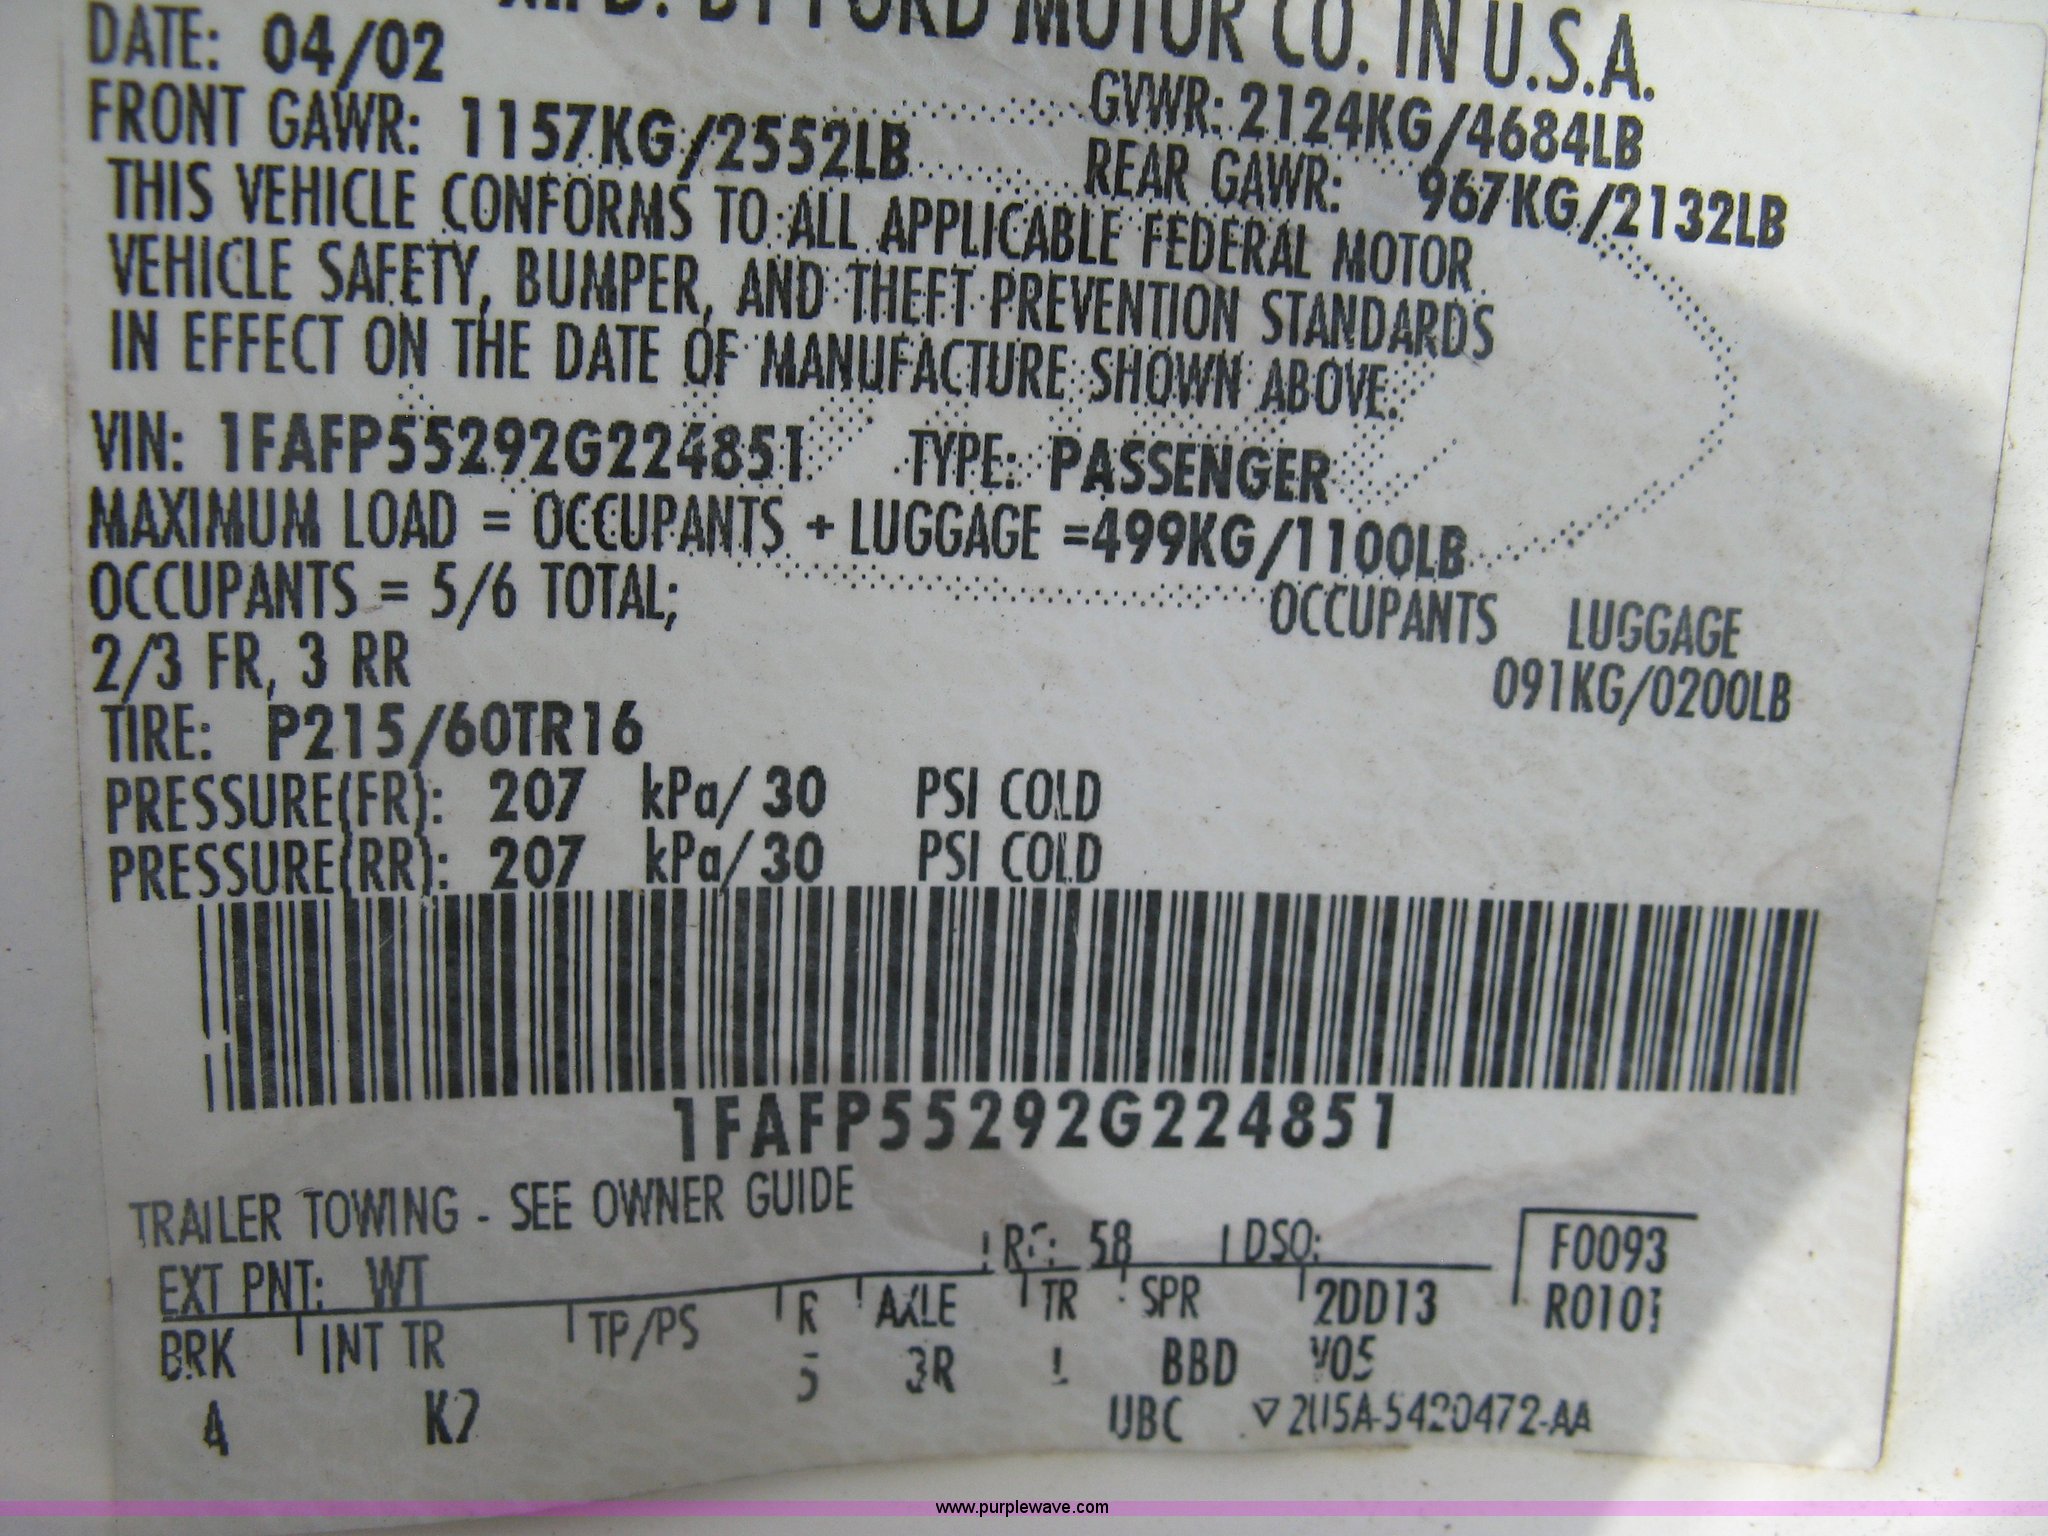 MFD. BY FORD MOTOR CO. IN U.S.A.
DATE: 04/02 GVWR: 2124KG/4684LB
FRONT GAWR: 1157KG/2552LB REAR GAWR: 967KG/2132LB
THIS VEHICLE CONFORMS TO ALL APPLICABLE FEDERAL MOTOR
VEHICLE SAFETY, BUMPER, AND THEFT PREVENTION STANDARDS
IN EFFECT ON THE DATE OF MANUFACTURE SHOWN ABOVE.
VIN: 1FAFP55292G224851 TYPE: PASSENGER
MAXIMUM LOAD = OCCUPANTS + LUGGAGE =499KG/1100LB
OCCUPANTS = 5/6 TOTAL; OCCUPANTS LUGGAGE
2/3 FR, 3 RR 091KG/0200LB
TIRE: P215/60TR16
PRESSURE(FR): 207 kPa/ 30 PSI COLD
PRESSURE(RR): 207 kPa/ 30 PSI COLD
1FAFP55292G224851
TRAILER TOWING - SEE OWNER GUIDE
EXT PNT: WT 58 DSO: F0093
BRK INT TR TP/PS R AXLE TR SPR 2DD13 R0101
4 K2 5 3R BBD V05
UBC ▽ 2U5A-5420472-AA
www.purplewave.com